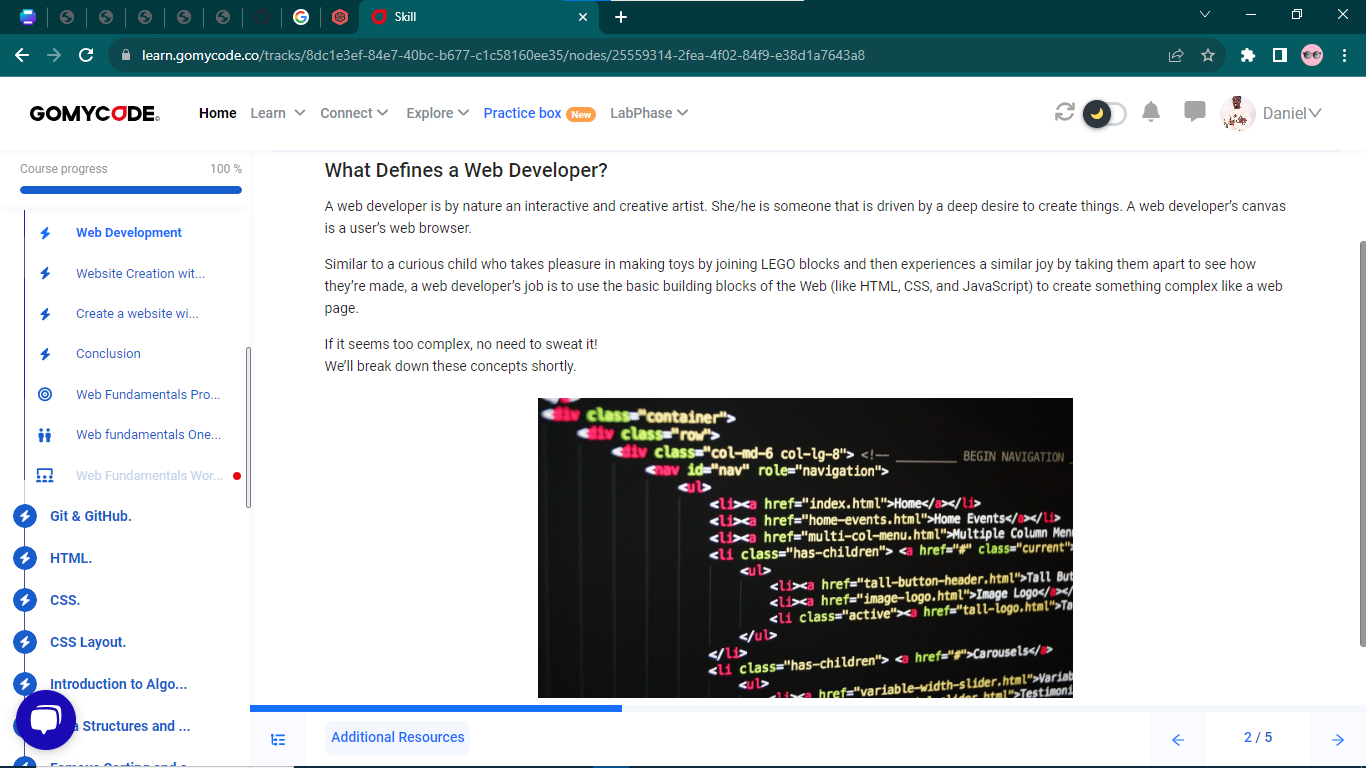 Skill
learn.gomycode.co/tracks/8dc1e3ef-84e7-40bc-b677-c1c58160ee35/nodes/25559314-2fea-4f02-84f9-e38d1a7643a8
GOMYCODE Home Learn Connect Explore Practice box New LabPhase Daniel
Course progress 100 %
Web Development
Website Creation wit...
Create a website wi...
Conclusion
Web Fundamentals Pro...
Web fundamentals One...
Web Fundamentals Wor...
Git & GitHub.
HTML.
CSS.
CSS Layout.
Introduction to Algo...
a Structures and ...
What Defines a Web Developer?
A web developer is by nature an interactive and creative artist. She/he is someone that is driven by a deep desire to create things. A web developer's canvas
is a user's web browser.
Similar to a curious child who takes pleasure in making toys by joining LEGO blocks and then experiences a similar joy by taking them apart to see how
they're made, a web developer's job is to use the basic building blocks of the Web (like HTML, CSS, and JavaScript) to create something complex like a web
page.
If it seems too complex, no need to sweat it!
We'll break down these concepts shortly.
<div class="container">
<div class="row">
<div class="col-md-6 col-lg-8"> <!-- BEGIN NAVIGATION
<nav id="nav" role="navigation">
<ul>
<li><a href="index.html">Home</a></li>
<li><a href="home-events.html">Home Events</a></li>
<li><a href="multi-col-menu.html">Multiple Column Men
<li class="has-children"> <a href="#" class="current">
<ul>
<li><a href="tall-button-header.html">Tall But
<li><a href="image-logo.html">Image Logo</a></
<li class="active"><a href="tall-logo.html">Ta
</ul>
</li>
<li class="has-children"> <a href="#">Carousels</a>
<ul>
<li><a href="variable-width-slider.html">Variab
Testimoni
Additional Resources
2 / 5